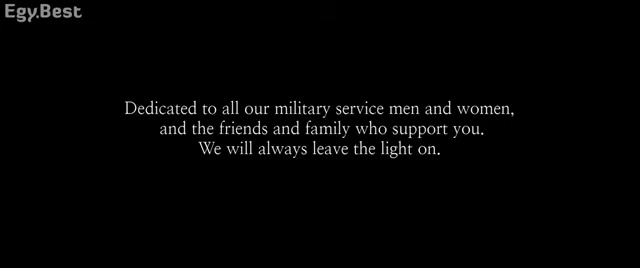 Egy.Best
Dedicated to all our military service men and women,
and the friends and family who support you.
We will always leave the light on.